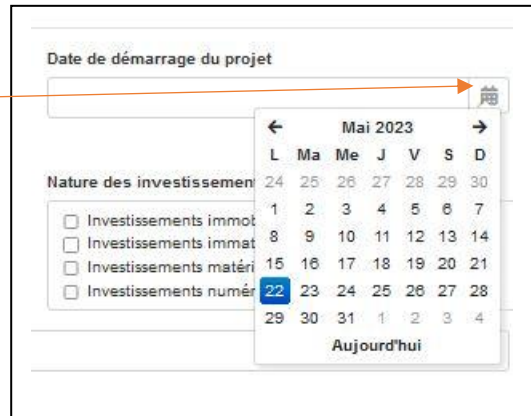 Date de démarrage du projet
Mai 2023
L Ma Me J V S D
24 25 26 27 28 29 30
Nature des investissement
1 2 3 4 5 6 7
Investissements immob
8 9 10 11 12 13 14
Investissements immat
15 16 17 18 19 20 21
Investissements matéri
22 23 24 25 26 27 28
Investissements numér
29 30 31 1 2 3 4
Aujourd'hui